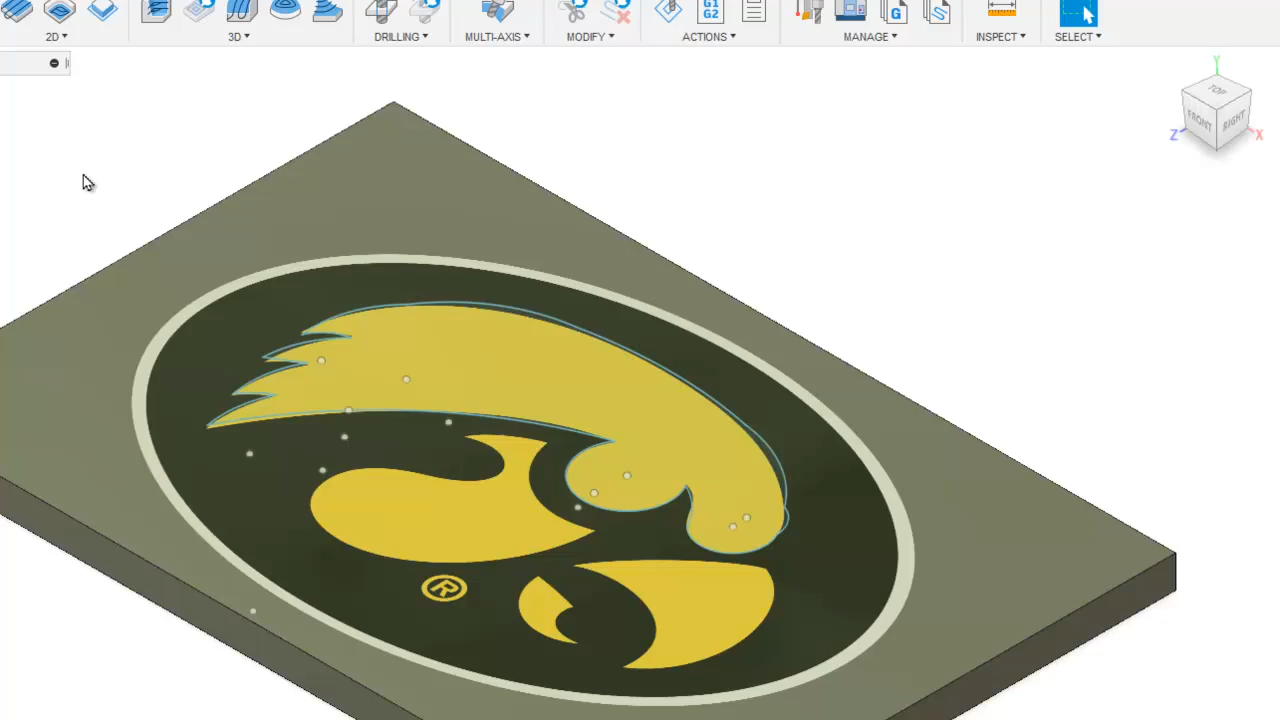 G1
G2
G
2D
3D
DRILLING
MULTI-AXIS
MODIFY
ACTIONS
MANAGE
INSPECT
SELECT
Y
TOP
FRONT
RIGHT
Z
X
®